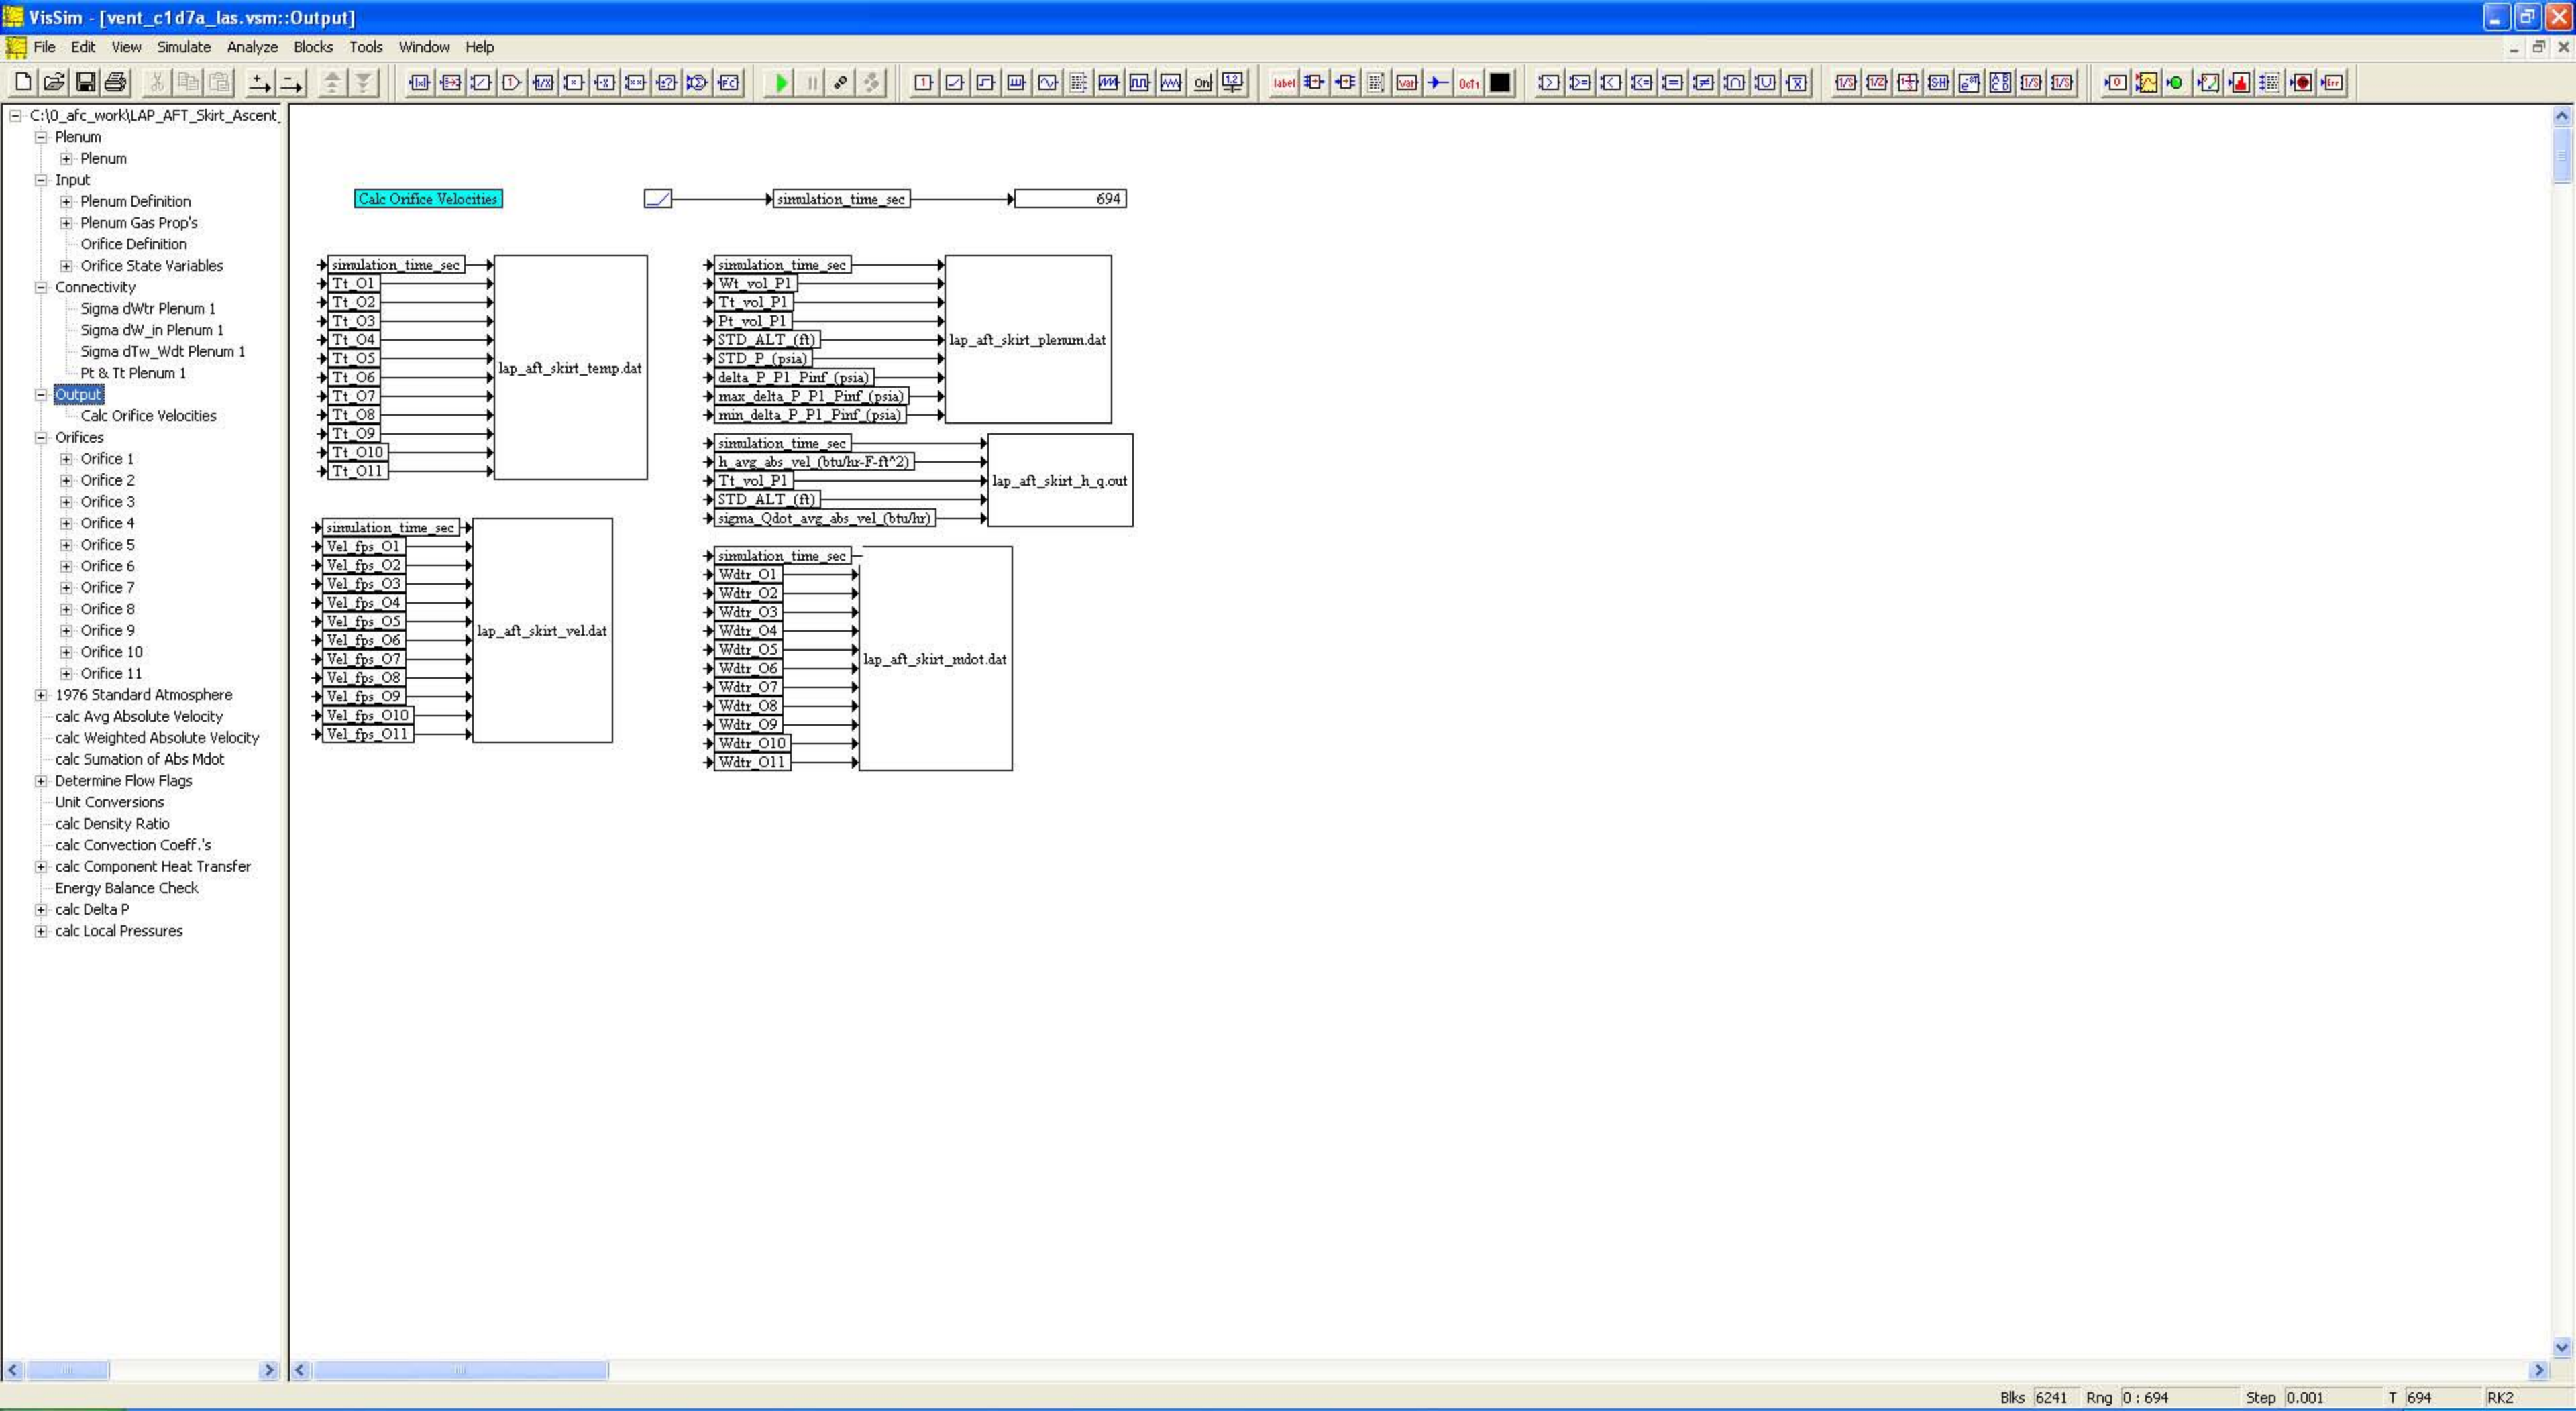 VisSim - [vent_c1d7a_las.vsm::Output]
File Edit View Simulate Analyze Blocks Tools Window Help
C:\0_afc_work\LAP_AFT_Skirt_Ascent_
Plenum
Plenum
Input
Plenum Definition
Plenum Gas Prop's
Orifice Definition
Orifice State Variables
Connectivity
Sigma dWtr Plenum 1
Sigma dW_in Plenum 1
Sigma dTw_Wdt Plenum 1
Pt & Tt Plenum 1
Output
Calc Orifice Velocities
Orifices
Orifice 1
Orifice 2
Orifice 3
Orifice 4
Orifice 5
Orifice 6
Orifice 7
Orifice 8
Orifice 9
Orifice 10
Orifice 11
1976 Standard Atmosphere
calc Avg Absolute Velocity
calc Weighted Absolute Velocity
calc Sumation of Abs Mdot
Determine Flow Flags
Unit Conversions
calc Density Ratio
calc Convection Coeff.'s
calc Component Heat Transfer
Energy Balance Check
calc Delta P
calc Local Pressures
Calc Orifice Velocities
simulation_time_sec
694
simulation_time_sec
Tt_O1
Tt_O2
Tt_O3
Tt_O4
Tt_O5
Tt_O6
Tt_O7
Tt_O8
Tt_O9
Tt_O10
Tt_O11
lap_aft_skirt_temp.dat
simulation_time_sec
Vel_fps_O1
Vel_fps_O2
Vel_fps_O3
Vel_fps_O4
Vel_fps_O5
Vel_fps_O6
Vel_fps_O7
Vel_fps_O8
Vel_fps_O9
Vel_fps_O10
Vel_fps_O11
lap_aft_skirt_vel.dat
simulation_time_sec
Wt_vol_P1
Tt_vol_P1
Pt_vol_P1
STD_ALT_(ft)
STD_P_(psia)
delta_P_P1_Pinf_(psia)
max_delta_P_P1_Pinf_(psia)
min_delta_P_P1_Pinf_(psia)
lap_aft_skirt_plenum.dat
simulation_time_sec
h_avg_abs_vel_(btu/hr-F-ft^2)
Tt_vol_P1
STD_ALT_(ft)
sigma_Qdot_avg_abs_vel_(btu/hr)
lap_aft_skirt_h_q.out
simulation_time_sec
Wdtr_O1
Wdtr_O2
Wdtr_O3
Wdtr_O4
Wdtr_O5
Wdtr_O6
Wdtr_O7
Wdtr_O8
Wdtr_O9
Wdtr_O10
Wdtr_O11
lap_aft_skirt_mdot.dat
Blks 6241 Rng 0 : 694 Step 0.001 T 694 RK2